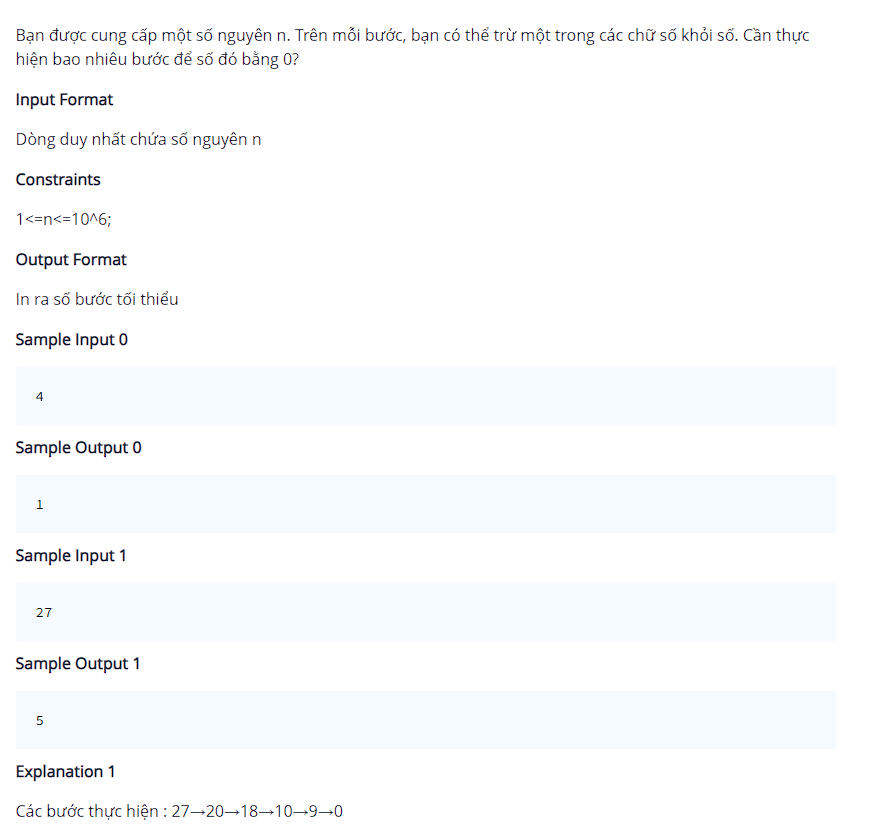 Bạn được cung cấp một số nguyên n. Trên mỗi bước, bạn có thể trừ một trong các chữ số khỏi số. Cần thực
hiện bao nhiêu bước để số đó bằng 0?
Input Format
Dòng duy nhất chứa số nguyên n
Constraints
1<=n<=10^6;
Output Format
In ra số bước tối thiểu
Sample Input 0
4
Sample Output 0
1
Sample Input 1
27
Sample Output 1
5
Explanation 1
Các bước thực hiện : 27→20→18→10→9→0